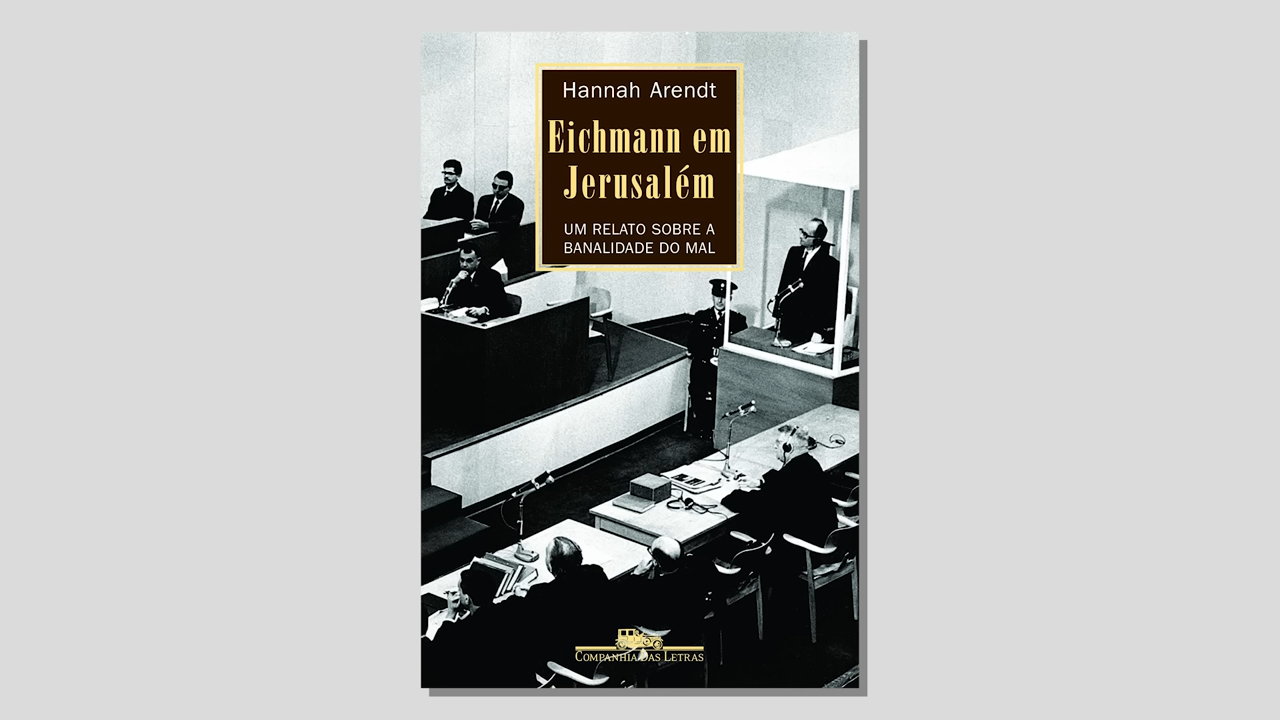 Hannah Arendt
Eichmann em
Jerusalém
UM RELATO SOBRE A
BANALIDADE DO MAL
COMPANHIA DAS LETRAS